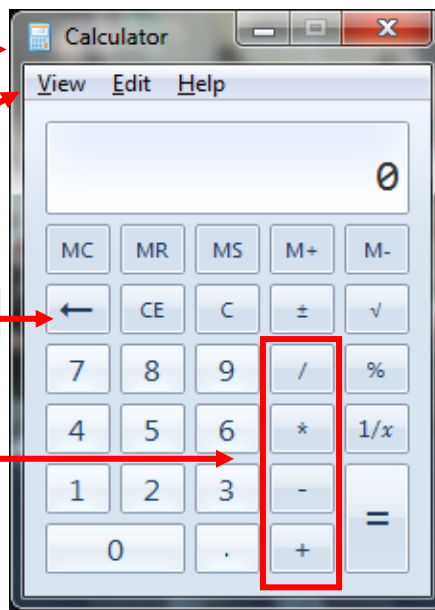 Calculator
View Edit Help
0
MC MR MS M+ M-
← CE C ± √
7 8 9 / %
4 5 6 * 1/x
1 2 3 - =
0 . +